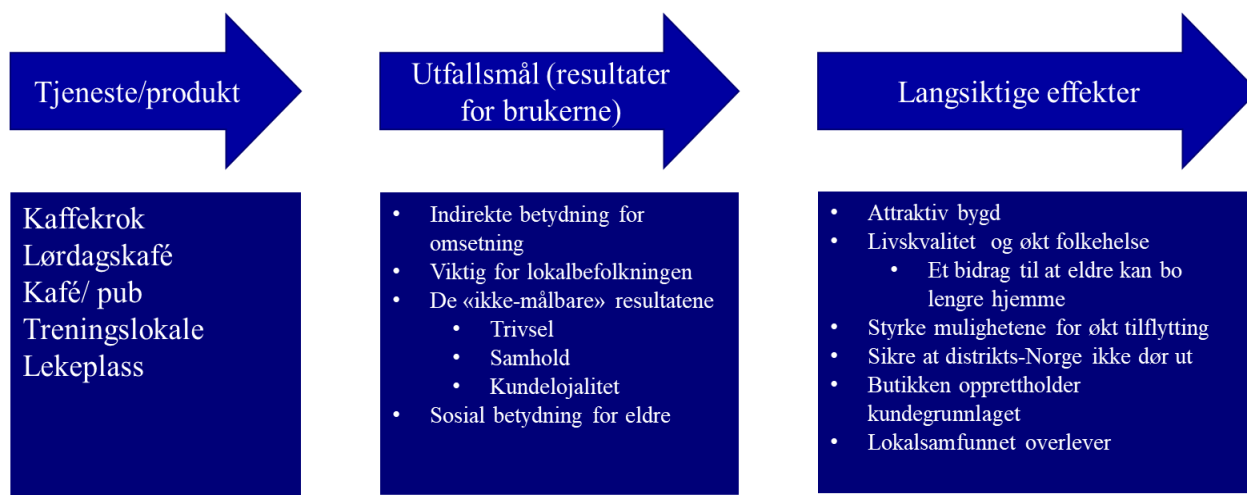 Tjeneste/produkt
Kaffekrok
Lørdagskafé
Kafé/ pub
Treningslokale
Lekeplass
Utfallsmål (resultater
for brukerne)
• Indirekte betydning for
omsetning
• Viktig for lokalbefolkningen
• De «ikke-målbare» resultatene
• Trivsel
• Samhold
• Kundelojalitet
• Sosial betydning for eldre
Langsiktige effekter
• Attraktiv bygd
• Livskvalitet og økt folkehelse
• Et bidrag til at eldre kan bo
lengre hjemme
• Styrke mulighetene for økt tilflytting
• Sikre at distrikts-Norge ikke dør ut
• Butikken opprettholder
kundegrunnlaget
• Lokalsamfunnet overlever